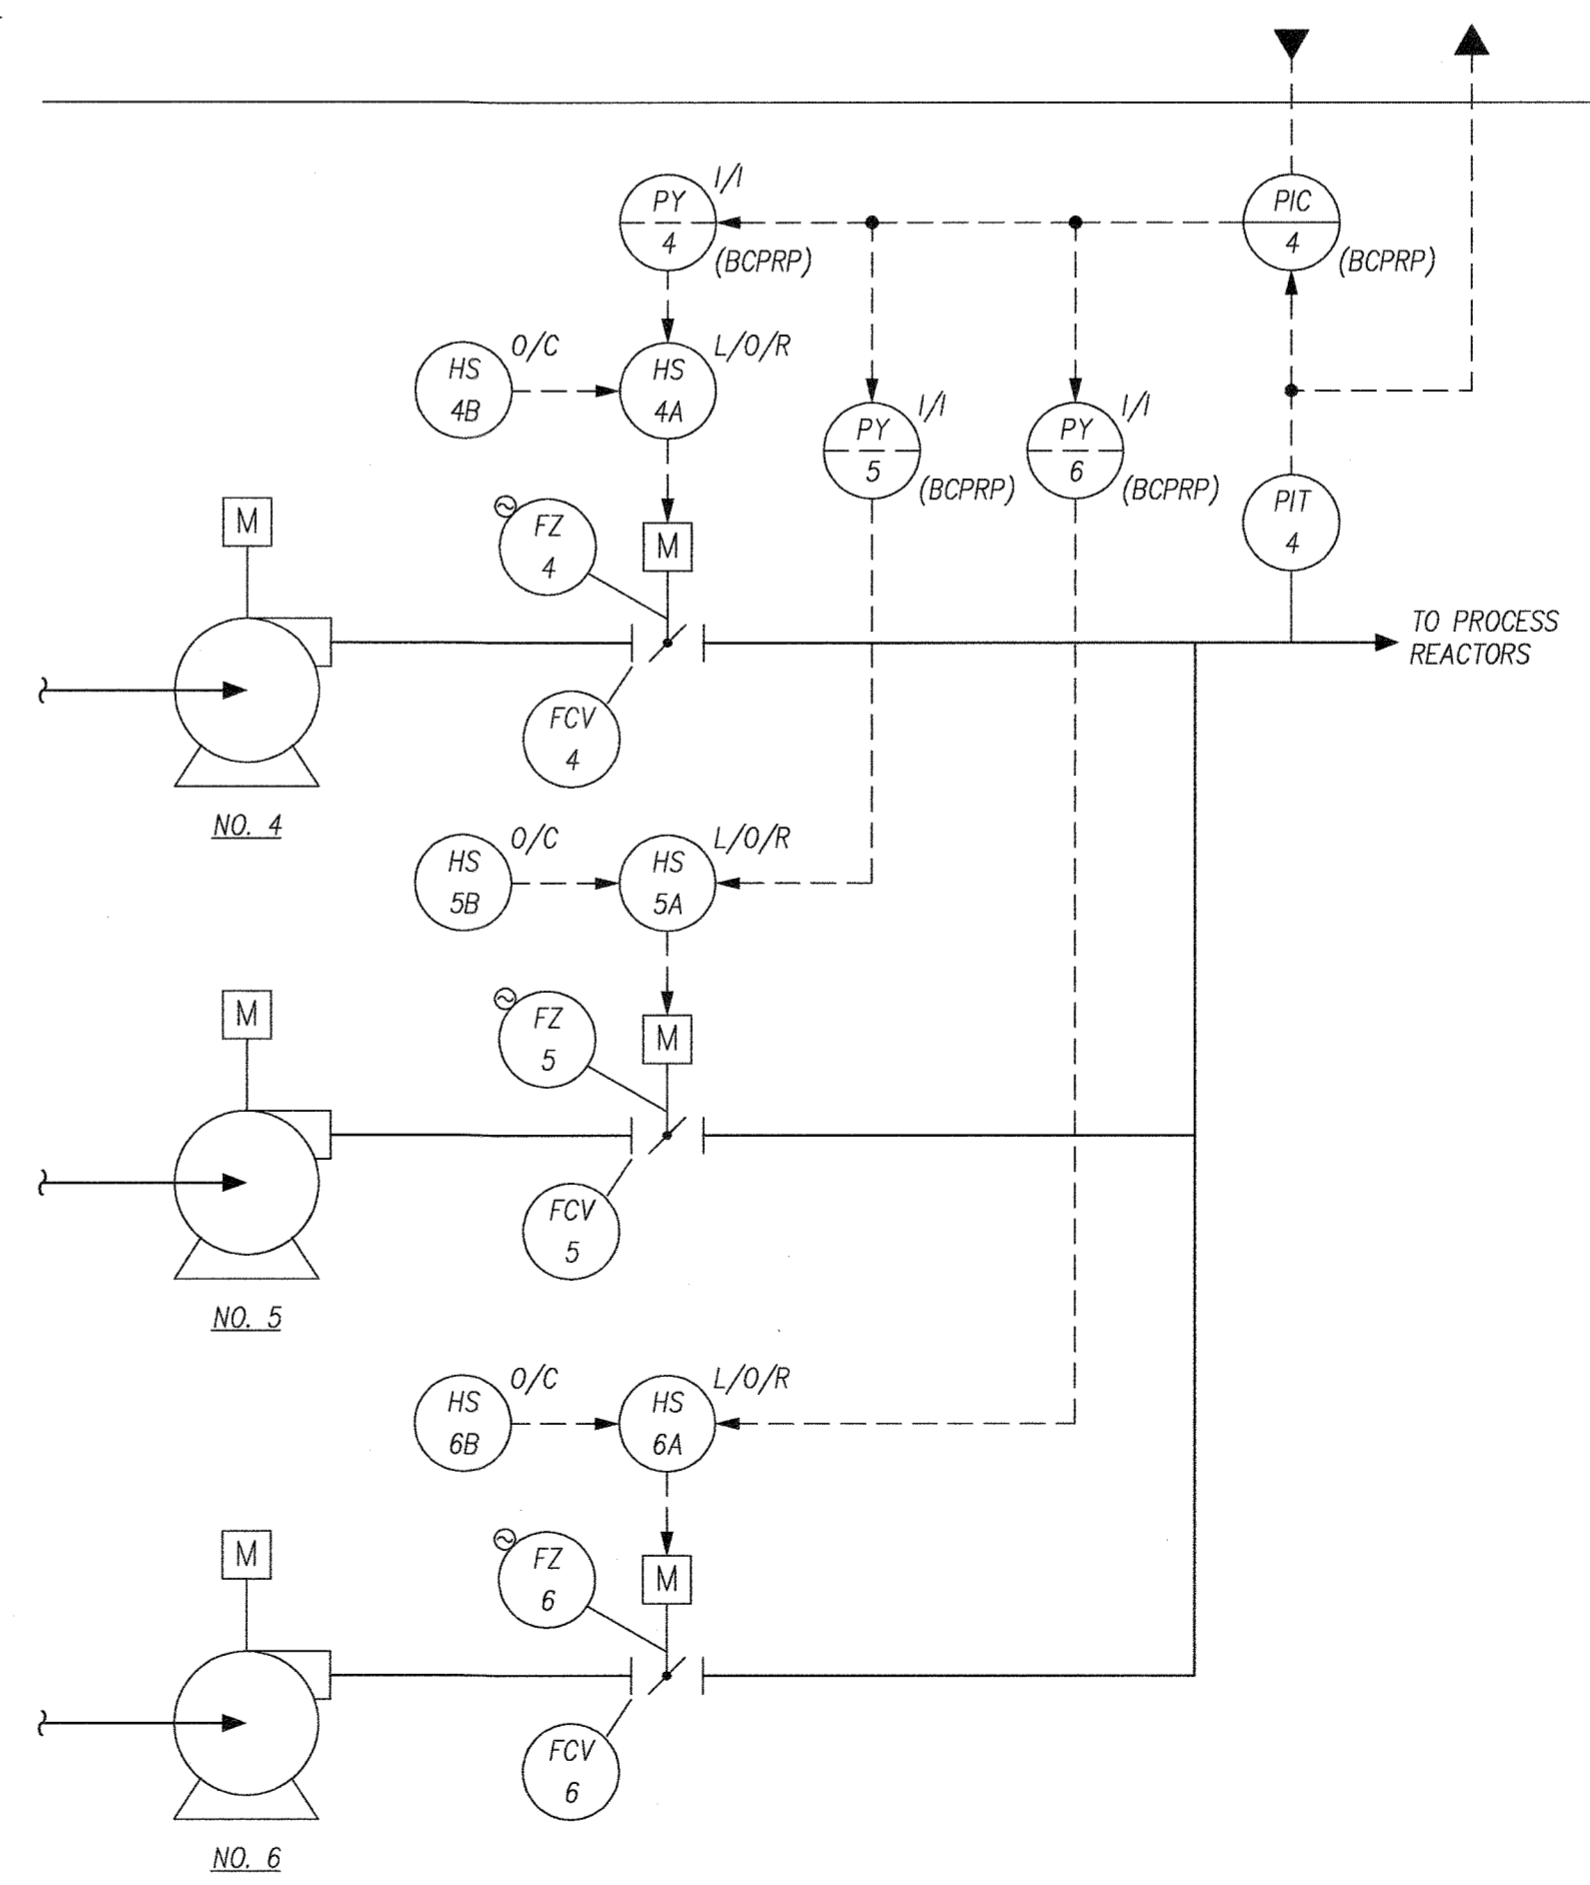 PY
4
I/I
(BCPRP)
PIC
4
(BCPRP)
HS
4B
O/C
HS
4A
L/O/R
PY
5
I/I
(BCPRP)
PY
6
I/I
(BCPRP)
PIT
4
M
FZ
4
M
TO PROCESS
REACTORS
FCV
4
NO. 4
HS
5B
O/C
HS
5A
L/O/R
M
FZ
5
M
FCV
5
NO. 5
HS
6B
O/C
HS
6A
L/O/R
M
FZ
6
M
FCV
6
NO. 6